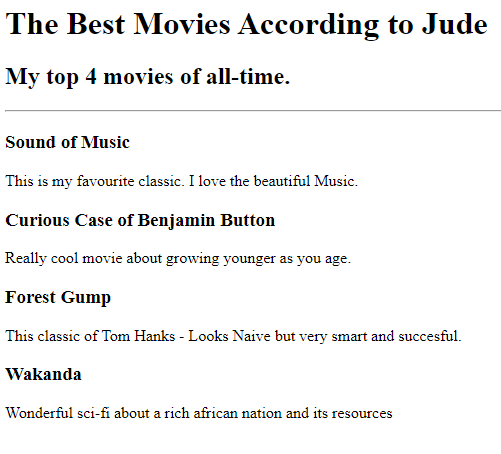 The Best Movies According to Jude
My top 4 movies of all-time.
Sound of Music
This is my favourite classic. I love the beautiful Music.
Curious Case of Benjamin Button
Really cool movie about growing younger as you age.
Forest Gump
This classic of Tom Hanks - Looks Naive but very smart and succesful.
Wakanda
Wonderful sci-fi about a rich african nation and its resources